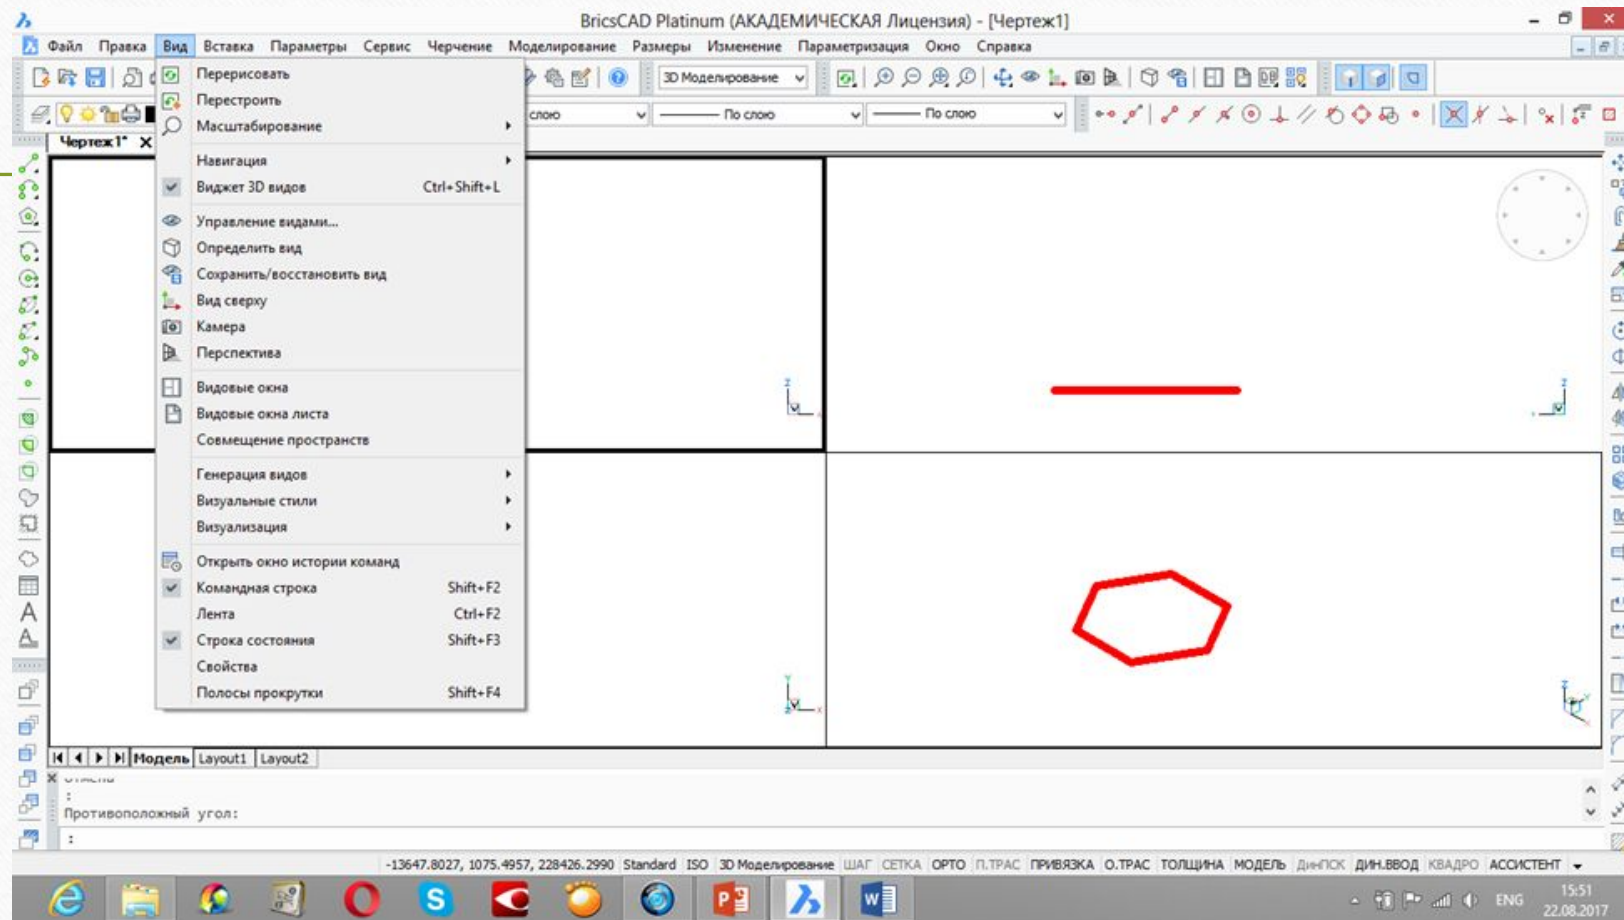 BricsCAD Platinum (АКАДЕМИЧЕСКАЯ Лицензия) - [Чертеж1]
Файл Правка Вид Вставка Параметры Сервис Черчение Моделирование Размеры Изменение Параметризация Окно Справка
3D Моделирование
слою По слою По слою
Чертеж1*
Перерисовать
Перестроить
Масштабирование
Навигация
Виджет 3D видов Ctrl+Shift+L
Управление видами...
Определить вид
Сохранить/восстановить вид
Вид сверху
Камера
Перспектива
Видовые окна
Видовые окна листа
Совмещение пространств
Генерация видов
Визуальные стили
Визуализация
Открыть окно истории команд
Командная строка Shift+F2
Лента Ctrl+F2
Строка состояния Shift+F3
Свойства
Полосы прокрутки Shift+F4
Модель Layout1 Layout2
:
Противоположный угол:
:
-13647.8027, 1075.4957, 228426.2990 Standard ISO 3D Моделирование ШАГ СЕТКА ОРТО П.ТРАС ПРИВЯЗКА О.ТРАС ТОЛЩИНА МОДЕЛЬ ДинПСК ДИН.ВВОД КВАДРО АССИСТЕНТ
ENG 15:51
22.08.2017